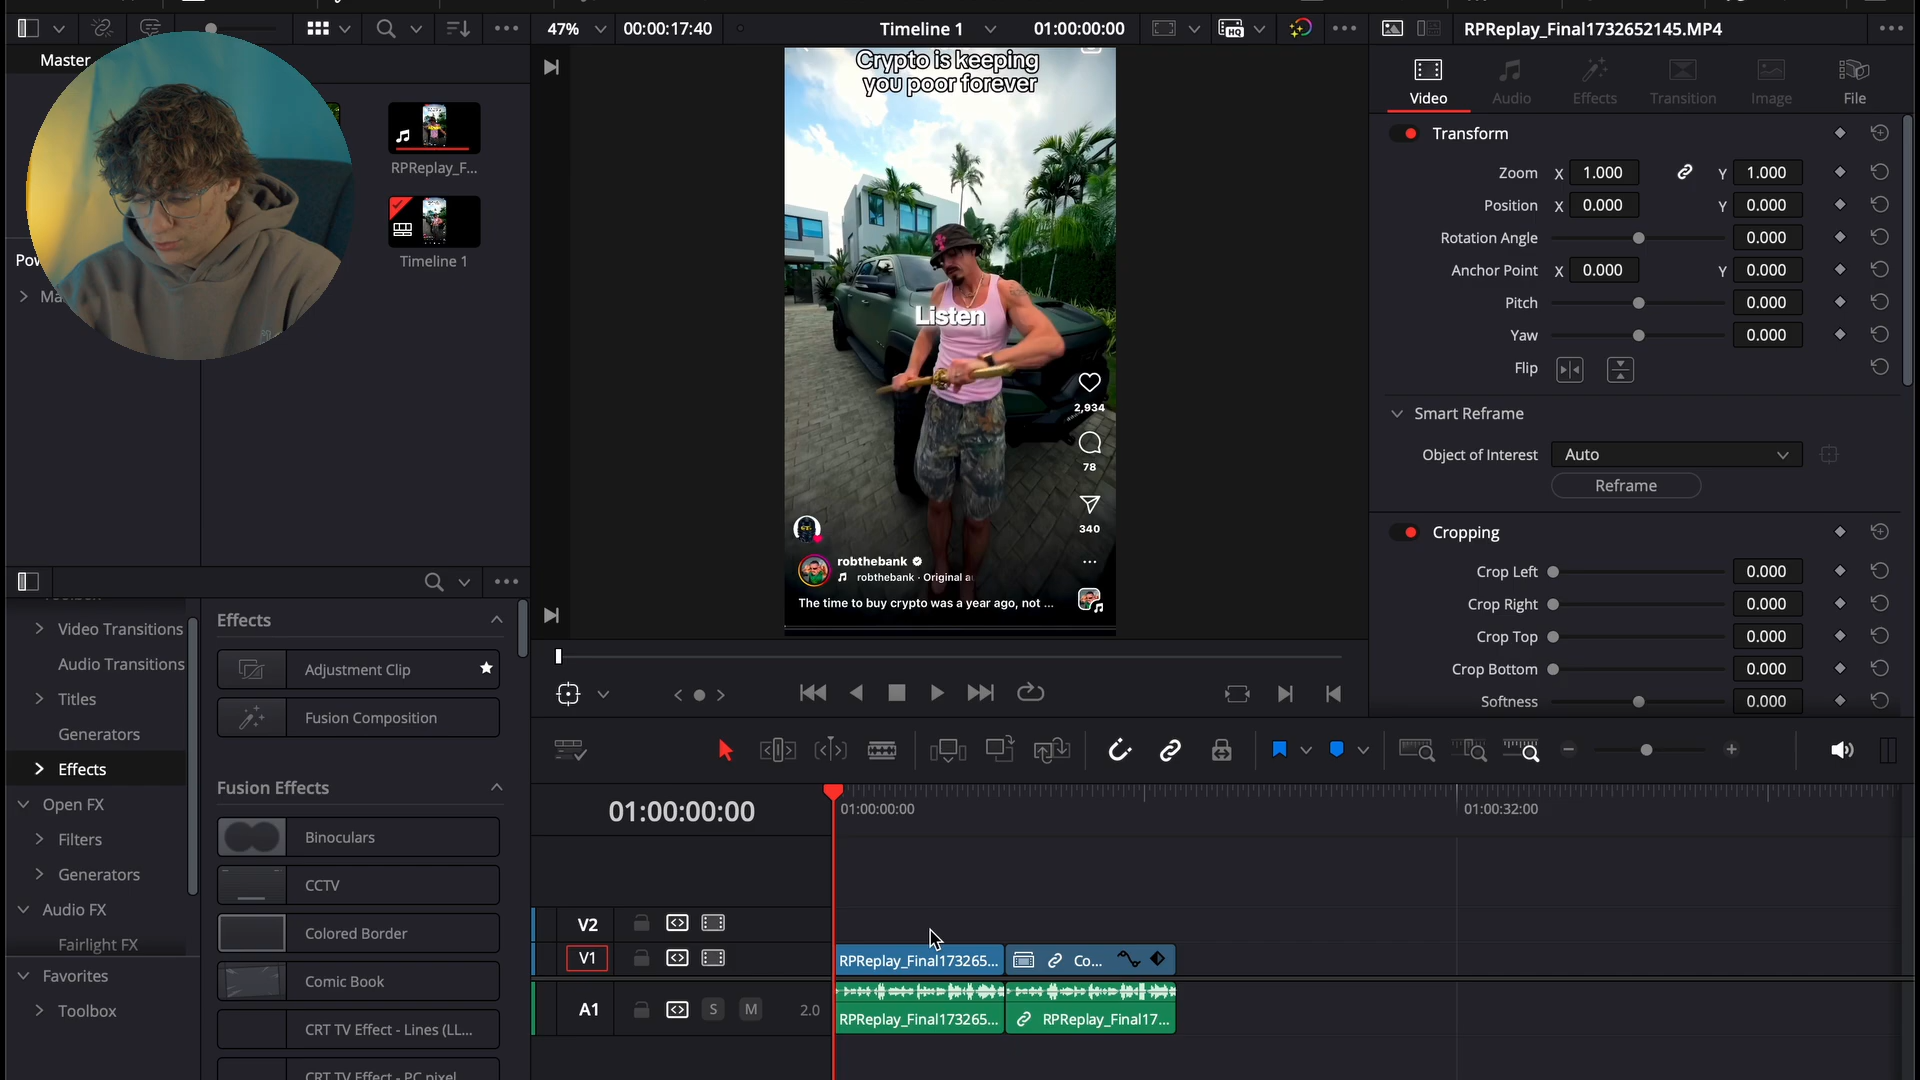 47%
00:00:17:40
Timeline 1
01:00:00:00
RPReplay_Final1732652145.MP4
Master
RPReplay_F...
Timeline 1
Video
Audio
Effects
Transition
Image
File
Crypto is keeping
you poor forever
Listen
2,934
78
340
robthebank
robthebank · Original a
The time to buy crypto was a year ago, not ...
Transform
Zoom X 1.000 Y 1.000
Position X 0.000 Y 0.000
Rotation Angle 0.000
Anchor Point X 0.000 Y 0.000
Pitch 0.000
Yaw 0.000
Flip
Smart Reframe
Object of Interest Auto
Reframe
Cropping
Crop Left 0.000
Crop Right 0.000
Crop Top 0.000
Crop Bottom 0.000
Softness 0.000
Video Transitions
Audio Transitions
Titles
Generators
Effects
Open FX
Filters
Generators
Audio FX
Fairlight FX
Favorites
Toolbox
Effects
Adjustment Clip
Fusion Composition
Fusion Effects
Binoculars
CCTV
Colored Border
Comic Book
CRT TV Effect - Lines (LL...
CRT TV Effect - PC pixel
01:00:00:00
01:00:00:00
01:00:32:00
V2
V1
RPReplay_Final173265...
Co...
A1
S
M
2.0
RPReplay_Final173265...
RPReplay_Final17...